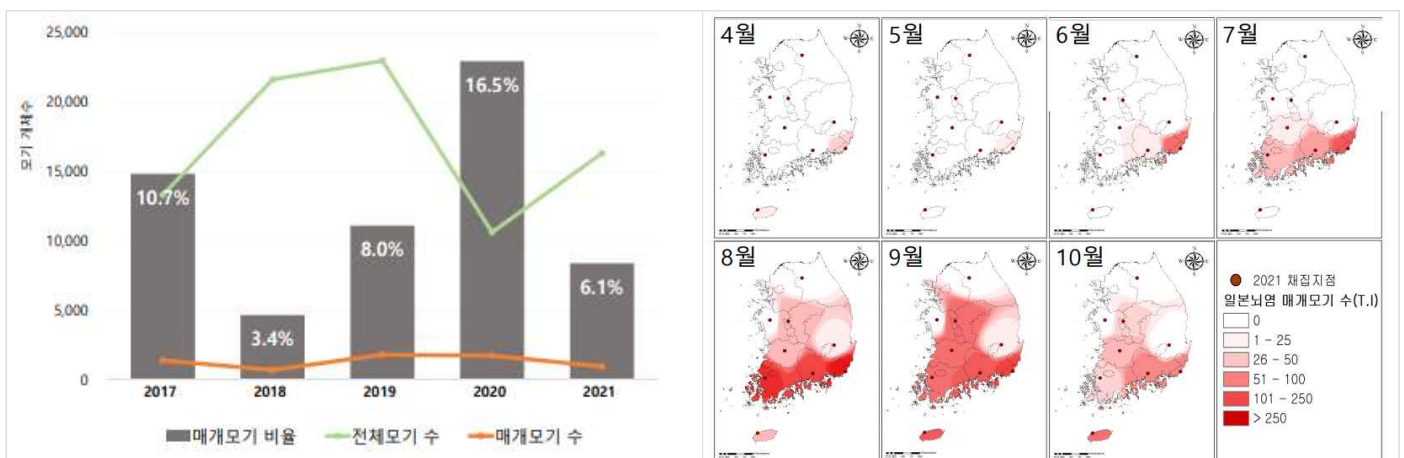 25,000
20,000
15,000
10,000
5,000
0
모기 개체수
10.7%
3.4%
8.0%
16.5%
6.1%
2017 2018 2019 2020 2021
매개모기 비율 전체모기 수 매개모기 수
4월 5월 6월 7월
8월 9월 10월
2021 채집지점
일본뇌염 매개모기 수(T.I)
0
1 - 25
26 - 50
51 - 100
101 - 250
> 250